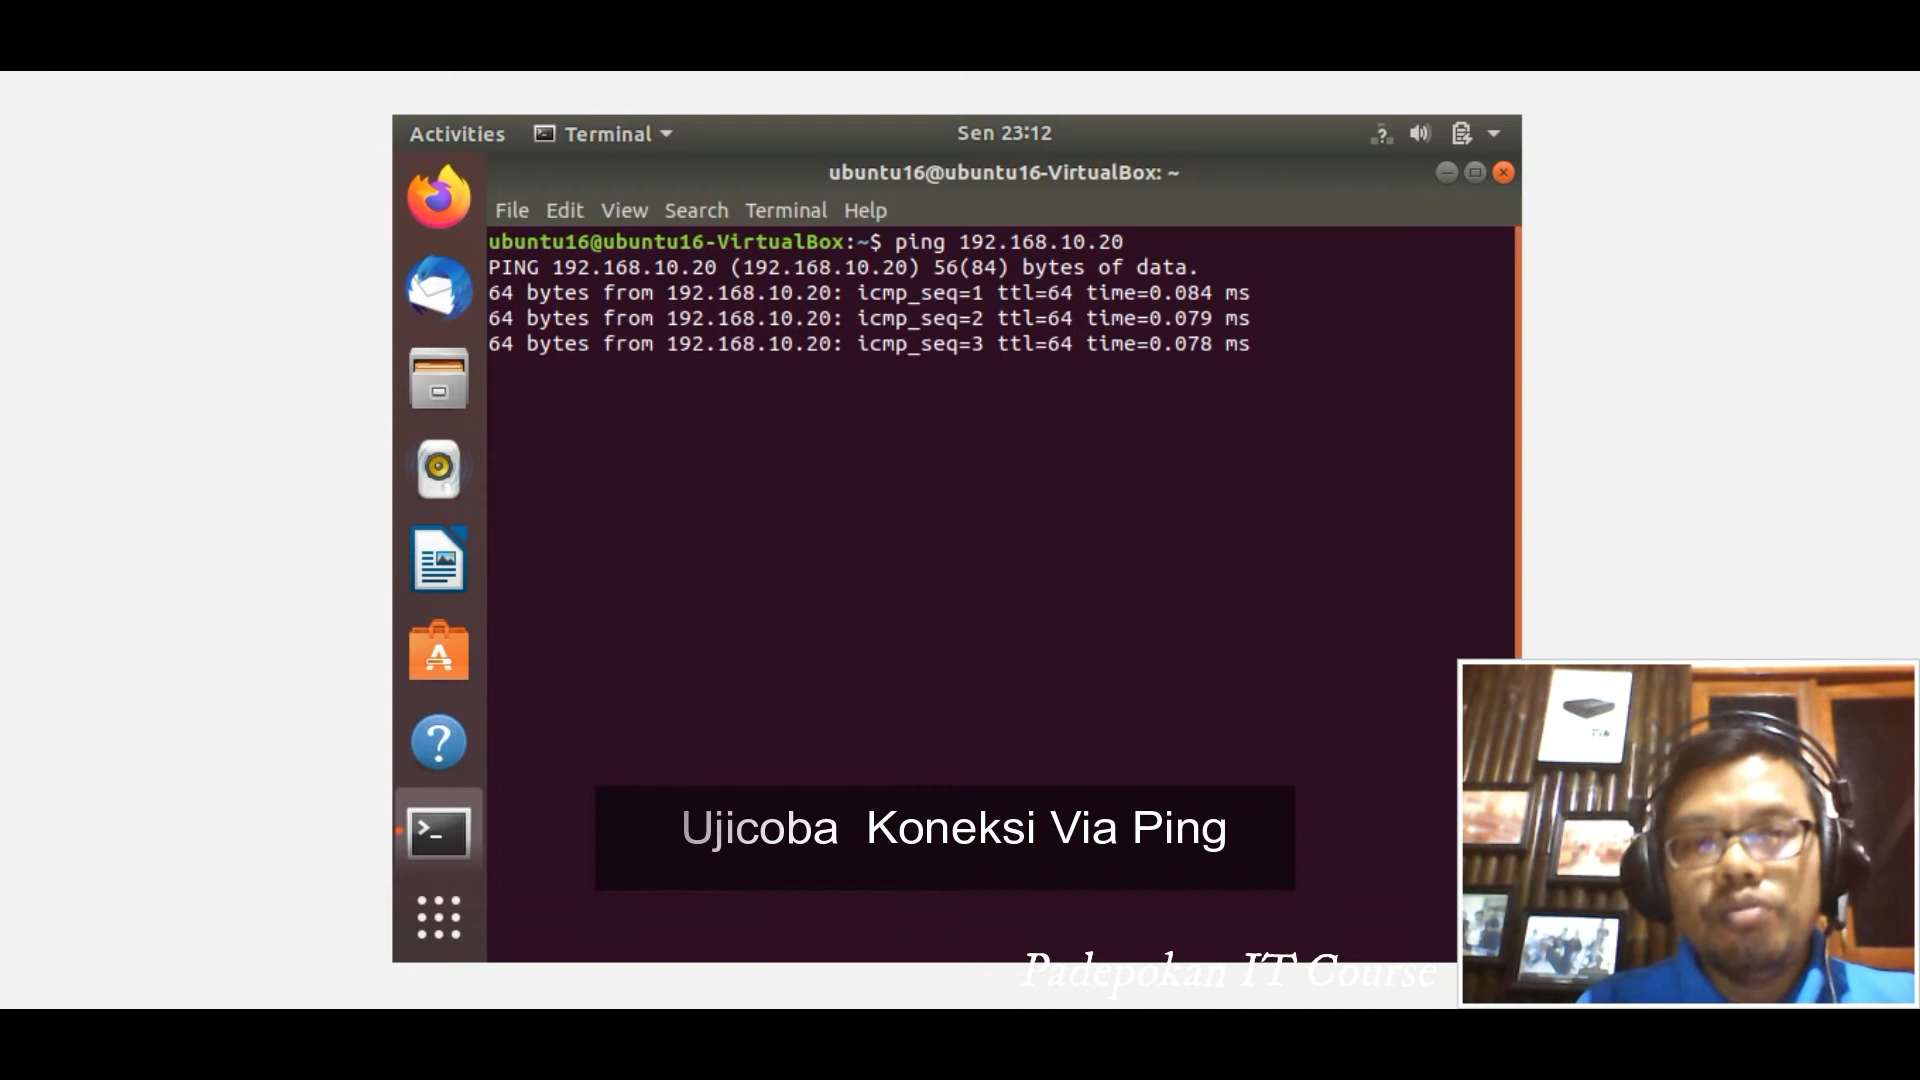 Activities Terminal Sen 23:12
ubuntu16@ubuntu16-VirtualBox: ~
File Edit View Search Terminal Help
ubuntu16@ubuntu16-VirtualBox:~$ ping 192.168.10.20
PING 192.168.10.20 (192.168.10.20) 56(84) bytes of data.
64 bytes from 192.168.10.20: icmp_seq=1 ttl=64 time=0.084 ms
64 bytes from 192.168.10.20: icmp_seq=2 ttl=64 time=0.079 ms
64 bytes from 192.168.10.20: icmp_seq=3 ttl=64 time=0.078 ms
Ujicoba Koneksi Via Ping
Padepokan IT Course